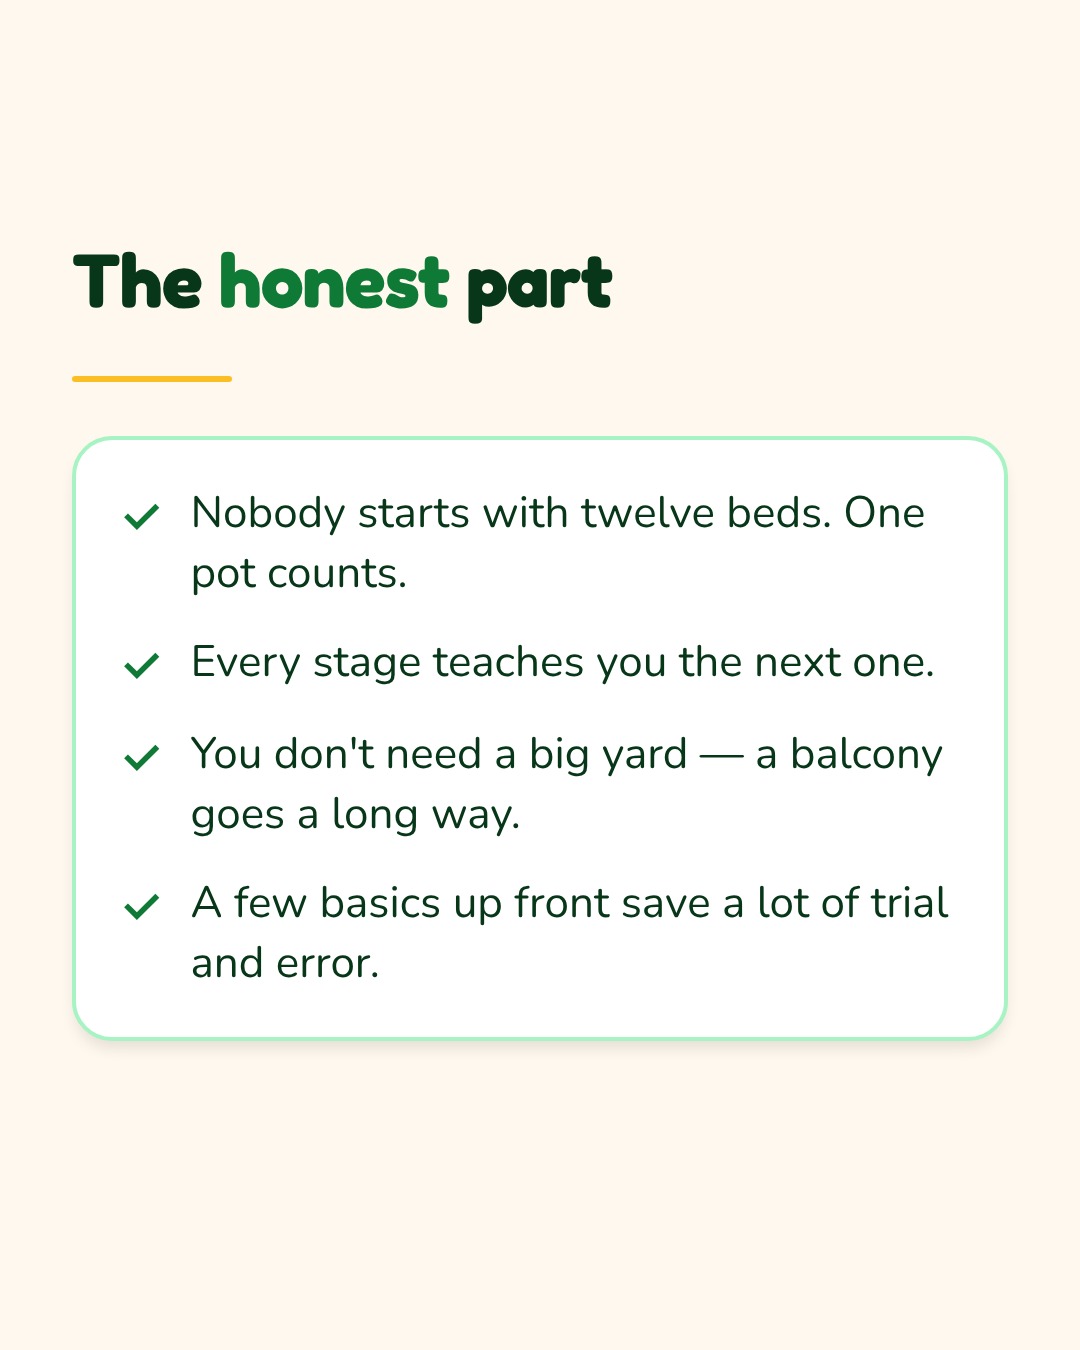 The honest part
Nobody starts with twelve beds. One
pot counts.
Every stage teaches you the next one.
You don't need a big yard — a balcony
goes a long way.
A few basics up front save a lot of trial
and error.